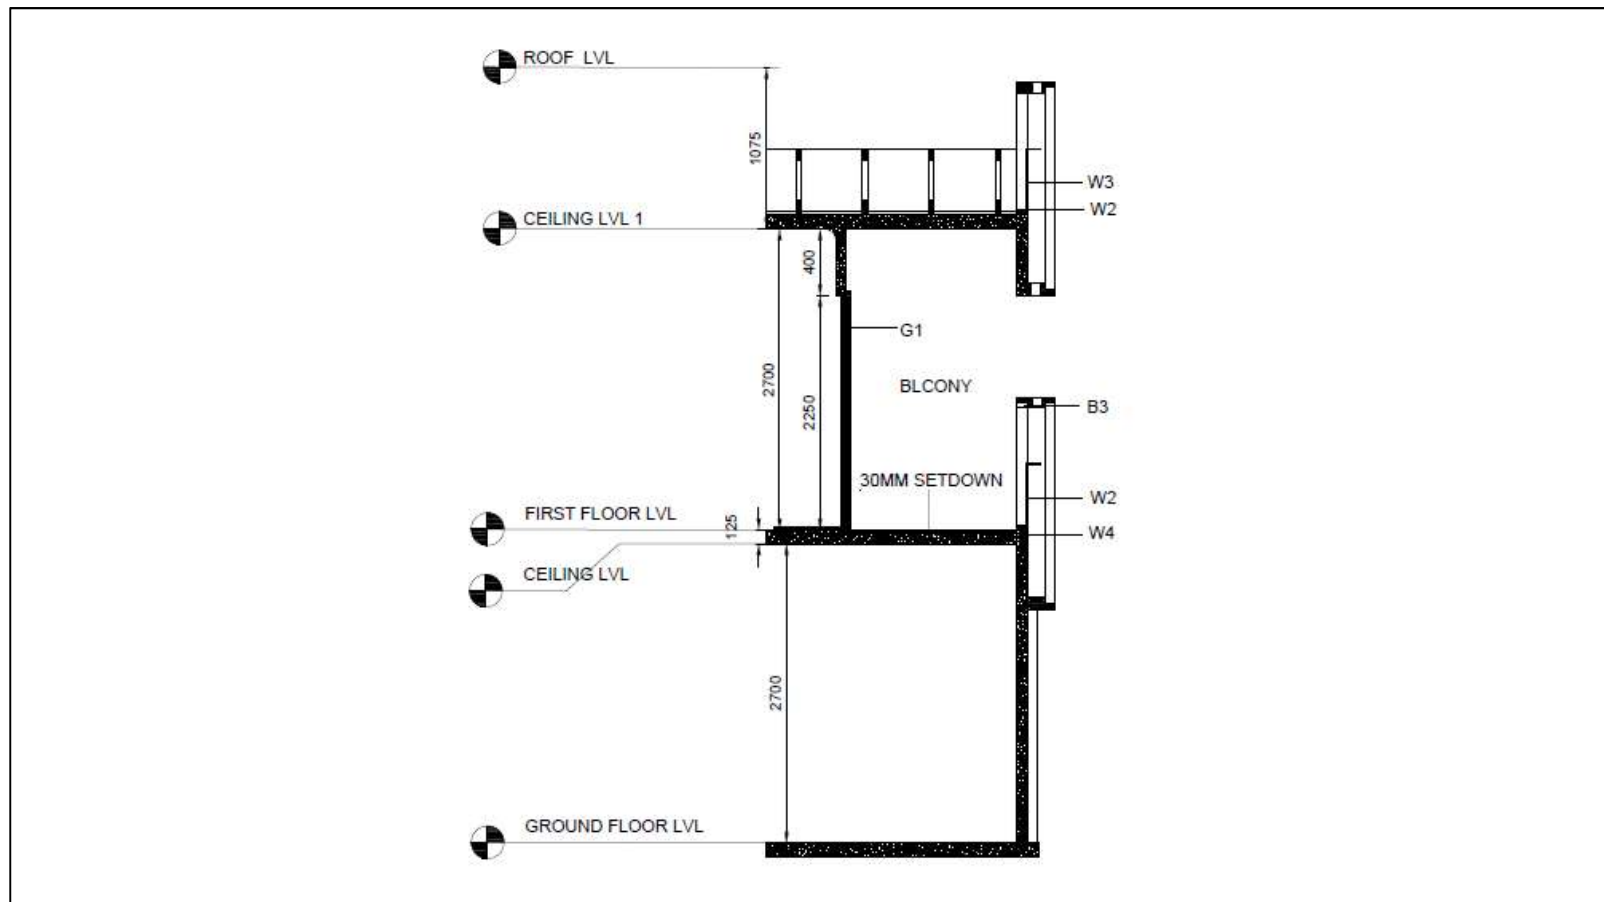 ROOF LVL
1075
W3
W2
CEILING LVL 1
400
G1
2700
2250
BLCONY
B3
30MM SETDOWN
W2
FIRST FLOOR LVL
125
W4
CEILING LVL
2700
GROUND FLOOR LVL